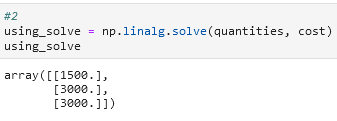 #2
using_solve = np.linalg.solve(quantities, cost)
using_solve
array([[1500.],
       [3000.],
       [3000.]])